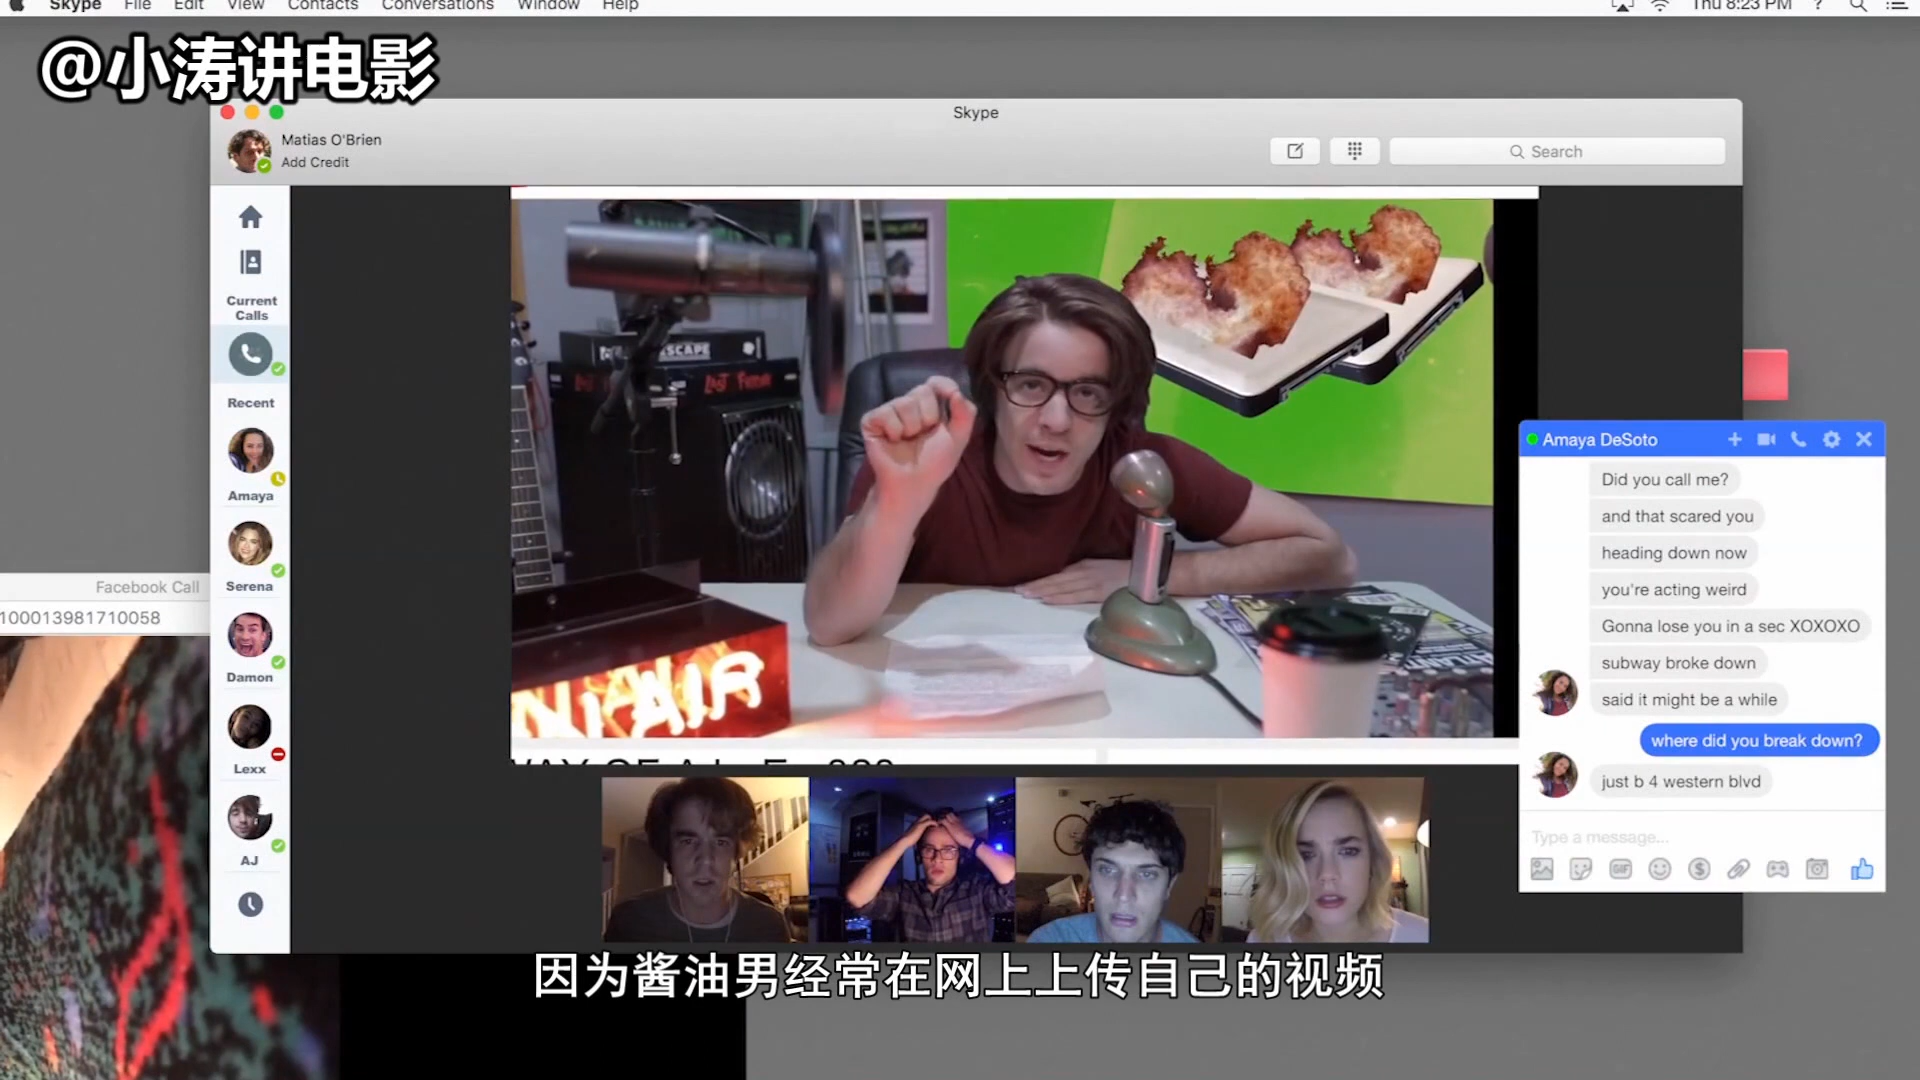 Skype File Edit View Contacts Conversations Window Help
Thu 8:23 PM
@小涛讲电影
Skype
Matias O'Brien
Add Credit
Search
Current
Calls
Recent
Amaya
Serena
Damon
Lexx
AJ
Facebook Call
100013981710058
ESCAPE
ON AIR
Amaya DeSoto
Did you call me?
and that scared you
heading down now
you're acting weird
Gonna lose you in a sec XOXOXO
subway broke down
said it might be a while
where did you break down?
just b 4 western blvd
Type a message...
GIF
因为酱油男经常在网上上传自己的视频